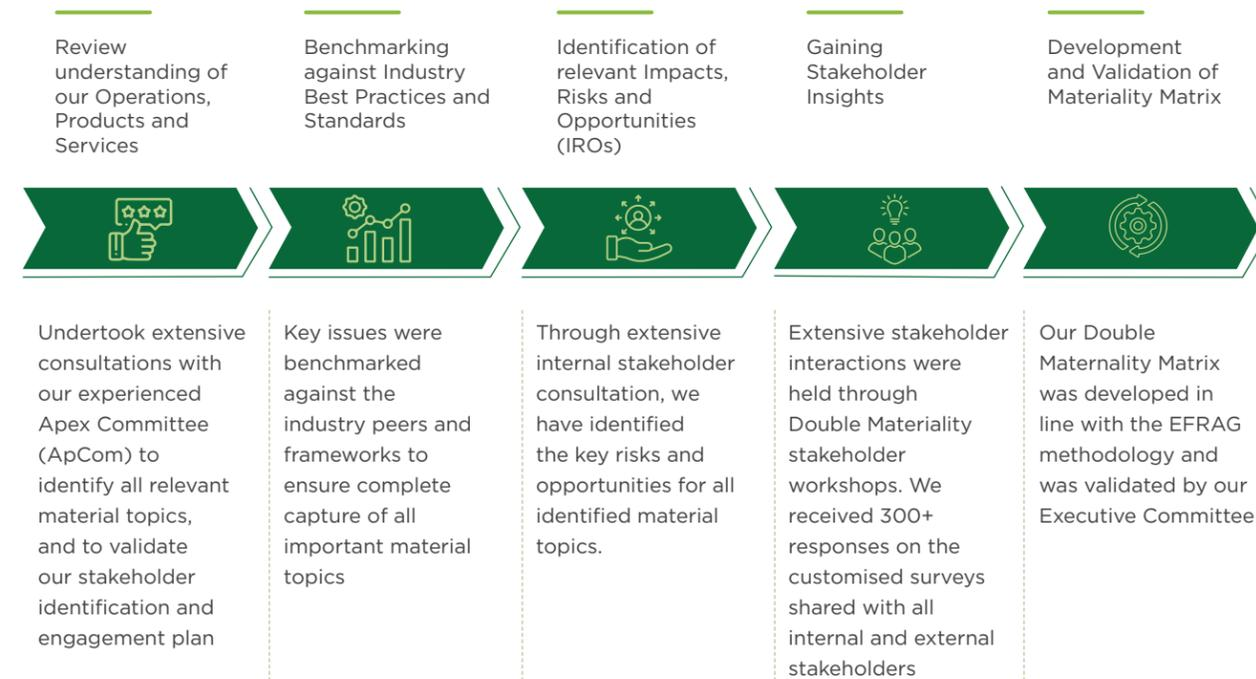 Review
understanding of
our Operations,
Products and
Services
Benchmarking
against Industry
Best Practices and
Standards
Identification of
relevant Impacts,
Risks and
Opportunities
(IROs)
Gaining
Stakeholder
Insights
Development
and Validation of
Materiality Matrix
Undertook extensive
consultations with
our experienced
Apex Committee
(ApCom) to
identify all relevant
material topics,
and to validate
our stakeholder
identification and
engagement plan
Key issues were
benchmarked
against the
industry peers and
frameworks to
ensure complete
capture of all
important material
topics
Through extensive
internal stakeholder
consultation, we
have identified
the key risks and
opportunities for all
identified material
topics.
Extensive stakeholder
interactions were
held through
Double Materiality
stakeholder
workshops. We
received 300+
responses on the
customised surveys
shared with all
internal and external
stakeholders
Our Double
Maternality Matrix
was developed in
line with the EFRAG
methodology and
was validated by our
Executive Committee